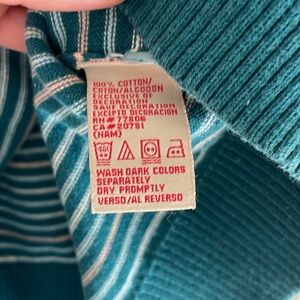 100% COTTON/
COTON/ALGODON
EXCLUSIVE OF
DECORATION
SAUF DECORATION
EXCEPTO DECORACION
RN#77806
CA#20781
(HAM)
WASH DARK COLORS
SEPARATELY
DRY PROMPTLY
VERSO/AL REVERSO